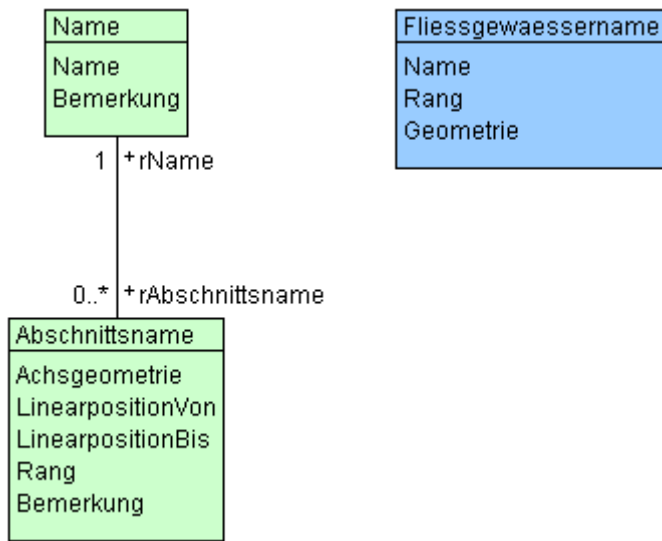 Name
Name
Bemerkung
1 +rName
0..* +rAbschnittsname
Abschnittsname
Achsgeometrie
LinearpositionVon
LinearpositionBis
Rang
Bemerkung
Fliessgewaessername
Name
Rang
Geometrie